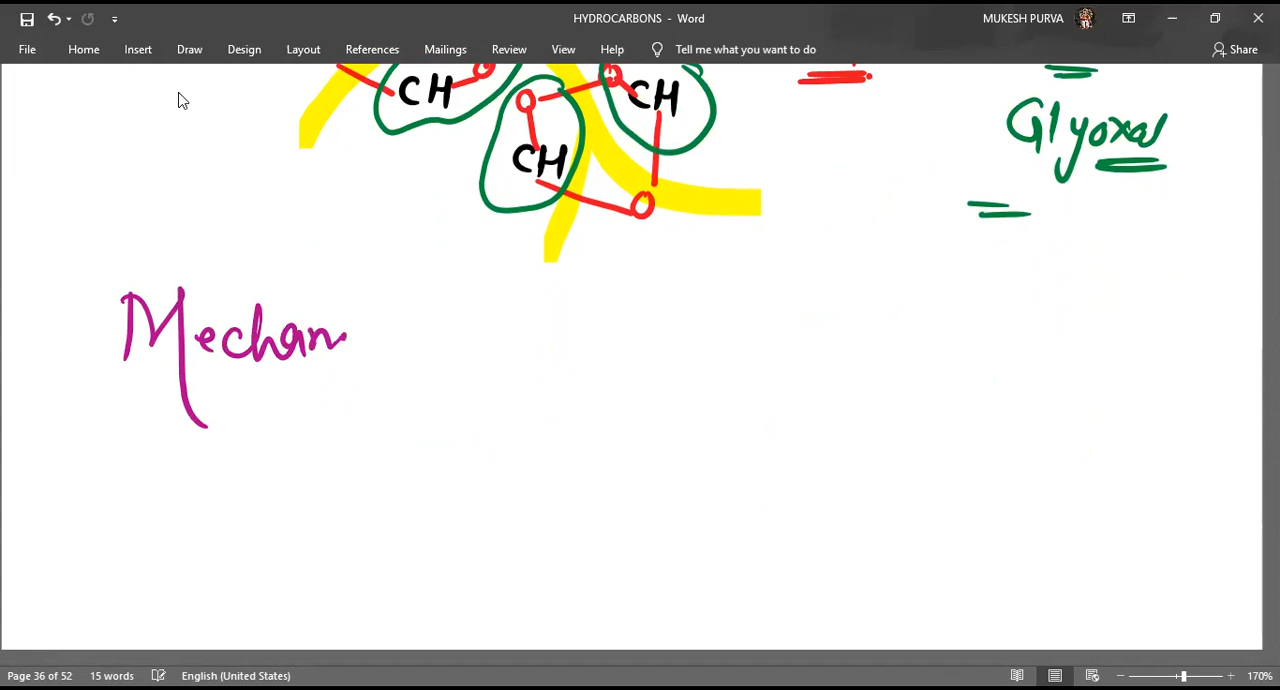 HYDROCARBONS - Word
MUKESH PURVA
File Home Insert Draw Design Layout References Mailings Review View Help Tell me what you want to do Share
CH O
O CH
O
CH
O
Glyoxal
Mechan
Page 36 of 52 15 words English (United States) 170%